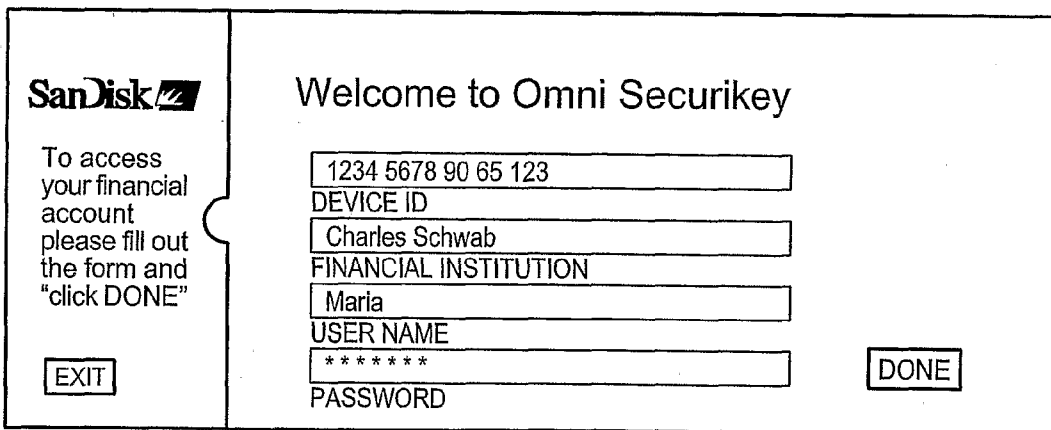 SanDisk
To access
your financial
account
please fill out
the form and
“click DONE”
EXIT
Welcome to Omni Securikey
1234 5678 90 65 123
DEVICE ID
Charles Schwab
FINANCIAL INSTITUTION
Maria
USER NAME
* * * * * * *
PASSWORD
DONE